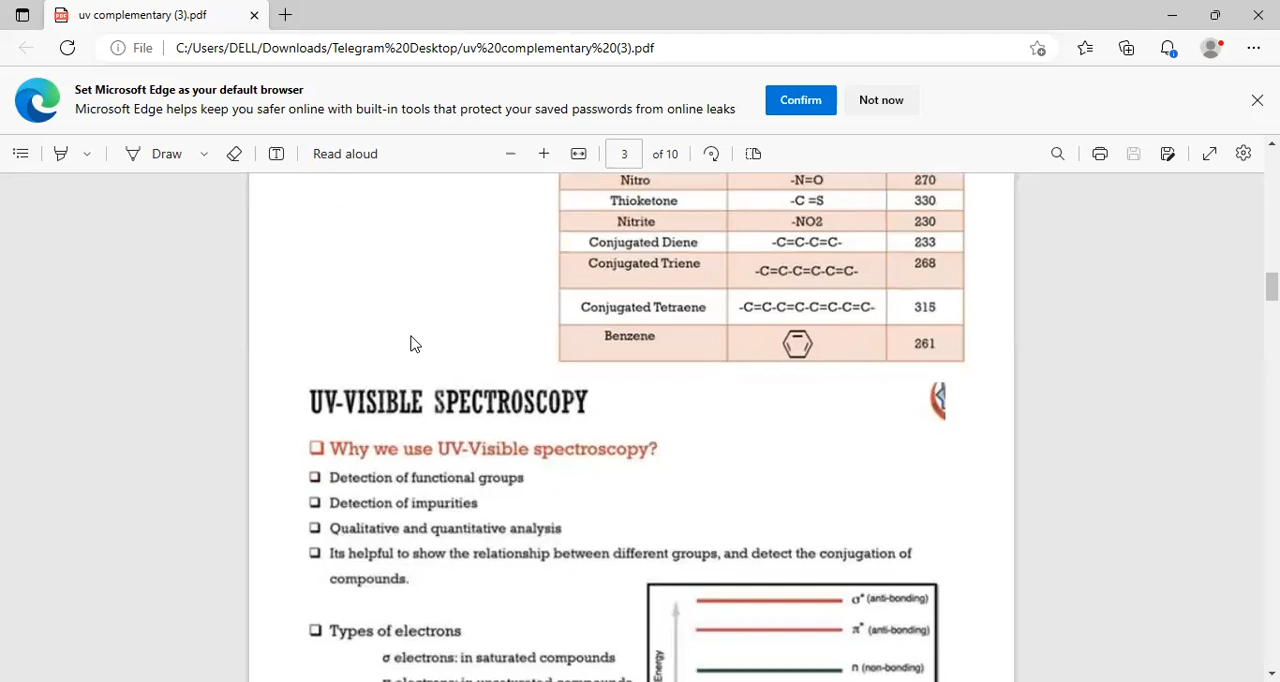 uv complementary (3).pdf
File C:/Users/DELL/Downloads/Telegram%20Desktop/uv%20complementary%20(3).pdf
Set Microsoft Edge as your default browser
Microsoft Edge helps keep you safer online with built-in tools that protect your saved passwords from online leaks
Confirm Not now
Draw Read aloud 3 of 10
Nitro -N=O 270
Thioketone -C =S 330
Nitrite -NO2 230
Conjugated Diene -C=C-C=C- 233
Conjugated Triene -C=C-C=C-C=C- 268
Conjugated Tetraene -C=C-C=C-C=C-C=C- 315
Benzene 261
UV-VISIBLE SPECTROSCOPY
Why we use UV-Visible spectroscopy?
Detection of functional groups
Detection of impurities
Qualitative and quantitative analysis
Its helpful to show the relationship between different groups, and detect the conjugation of
compounds.
Types of electrons
σ electrons: in saturated compounds
π electrons: in unsaturated compounds
Energy
σ* (anti-bonding)
π* (anti-bonding)
n (non-bonding)